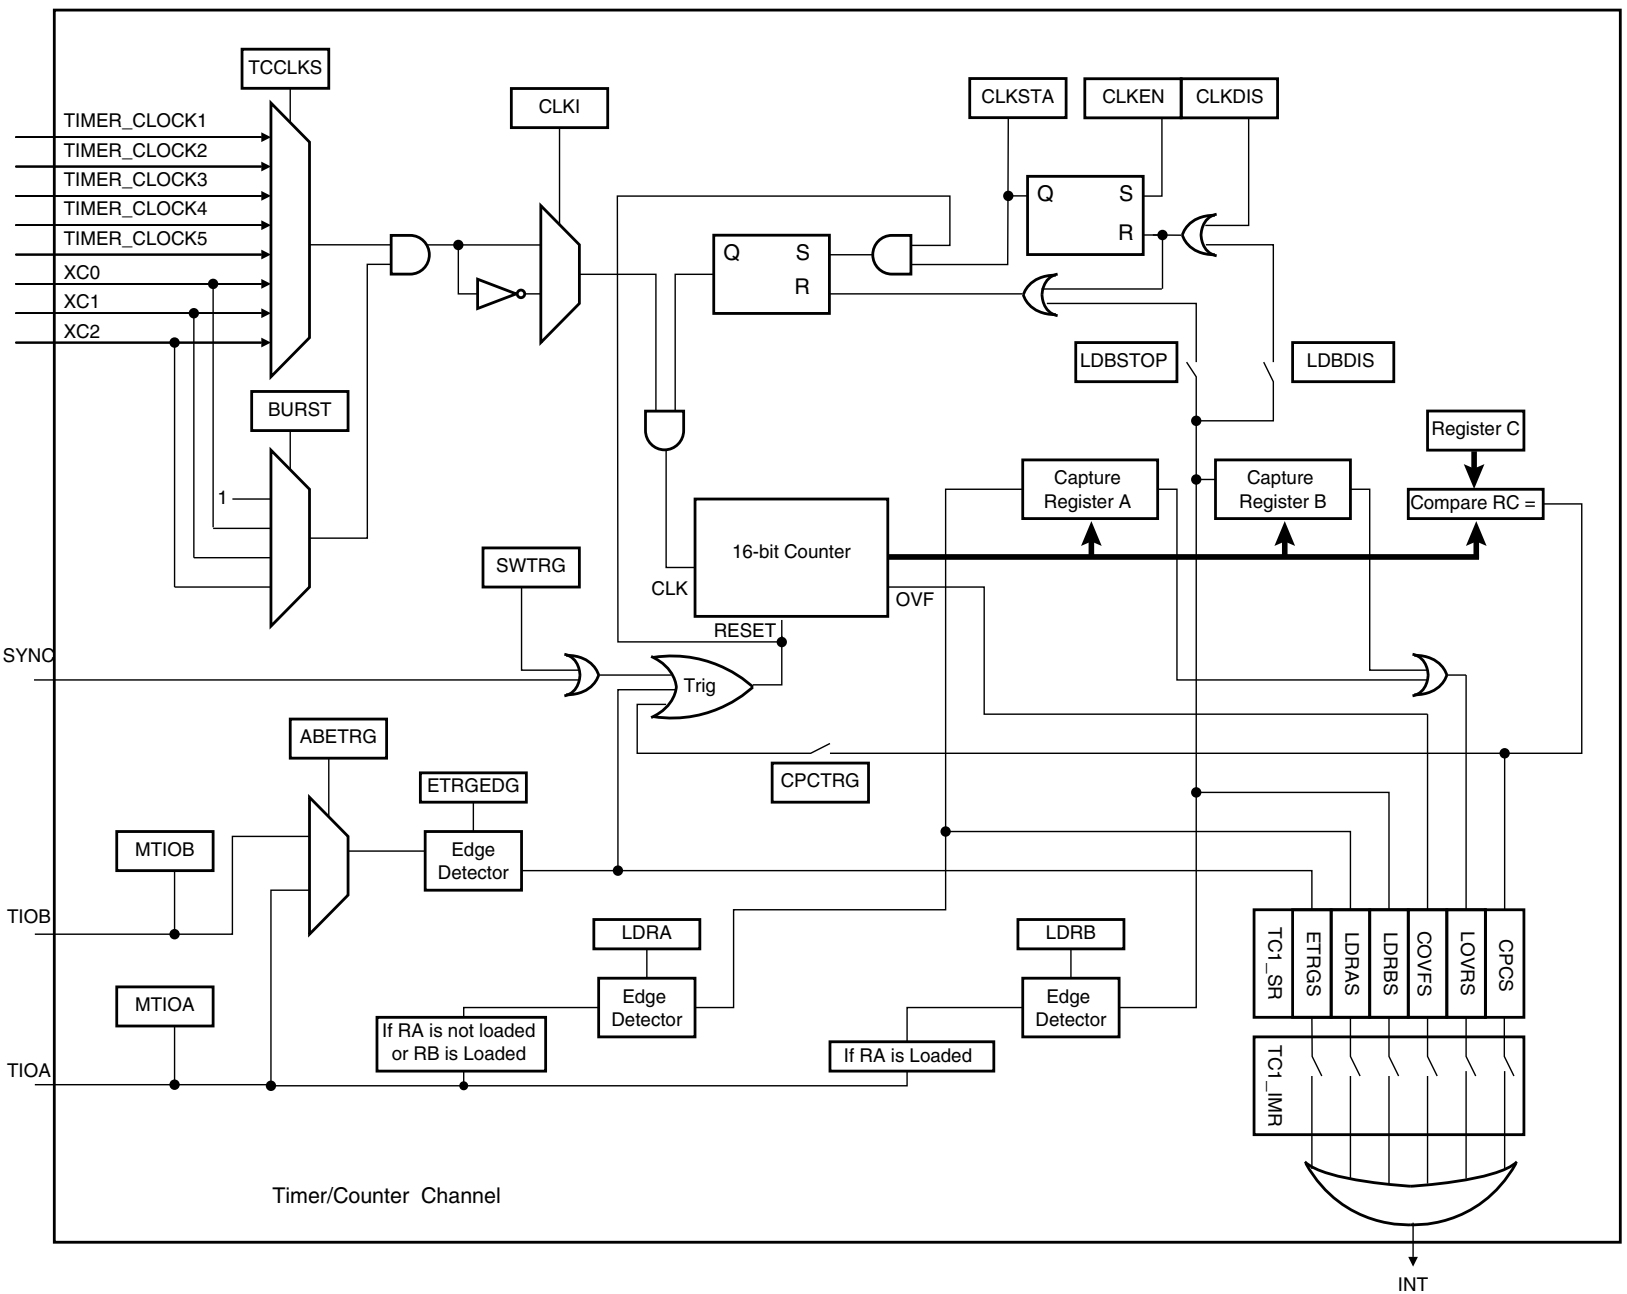 TCCLKS
CLKI
CLKSTA
CLKEN
CLKDIS
TIMER_CLOCK1
TIMER_CLOCK2
TIMER_CLOCK3
TIMER_CLOCK4
TIMER_CLOCK5
XC0
XC1
XC2
Q
S
R
Q
S
R
LDBSTOP
LDBDIS
BURST
1
Register C
Capture
Register A
Capture
Register B
Compare RC =
16-bit Counter
SWTRG
CLK
OVF
RESET
SYNC
Trig
ABETRG
CPCTRG
ETRGEDG
MTIOB
Edge
Detector
TIOB
LDRA
LDRB
MTIOA
Edge
Detector
Edge
Detector
If RA is not loaded
or RB is Loaded
If RA is Loaded
TIOA
TC1_SR
ETRGS
LDRAS
LDRBS
COVFS
LOVRS
CPCS
TC1_IMR
Timer/Counter Channel
INT